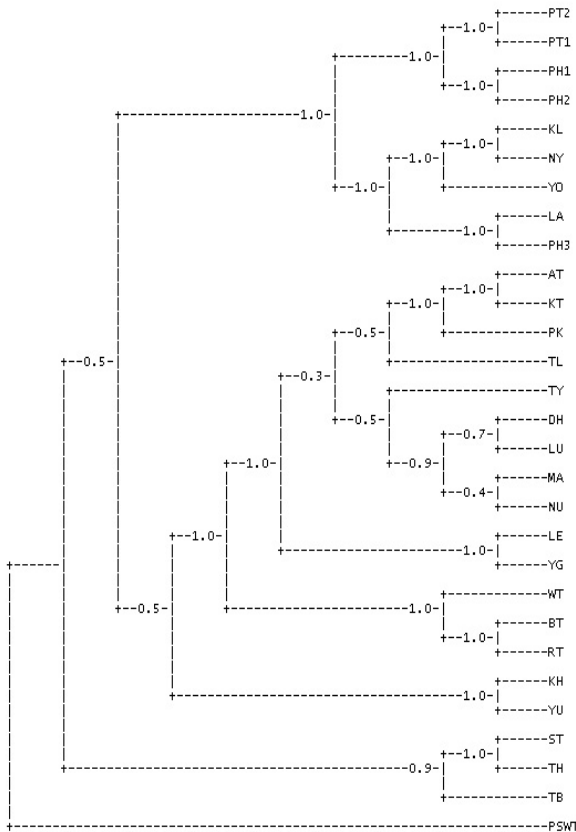 +------PT2
+--1.0-|
+------PT1
+---------1.0-|
+------PH1
+--1.0-|
+------PH2
+----------------------1.0-|
+------KL
+--1.0-|
+--1.0-|
+------NY
+-------------YO
+--1.0-|
+------LA
+---------1.0-|
+------PH3
+------AT
+--1.0-|
+--1.0-|
+------KT
+--0.5-|
+-------------PK
+--0.5-|
+--------------------TL
+--0.3-|
+--------------------TY
+------DH
+--0.5-|
+--0.7-|
+------LU
+--1.0-|
+--0.9-|
+------MA
+--0.4-|
+------NU
+--1.0-|
+------LE
+-----------------------1.0-|
+------YG
+------
+-------------WT
+--0.5-|
+-----------------------1.0-|
+------BT
+--1.0-|
+------RT
+------KH
+-----------------------------------1.0-|
+------YU
+------ST
+--1.0-|
+-----------------------------------------0.9-|
+------TH
+-------------TB
+--------------------------------------------------------------------PSWT